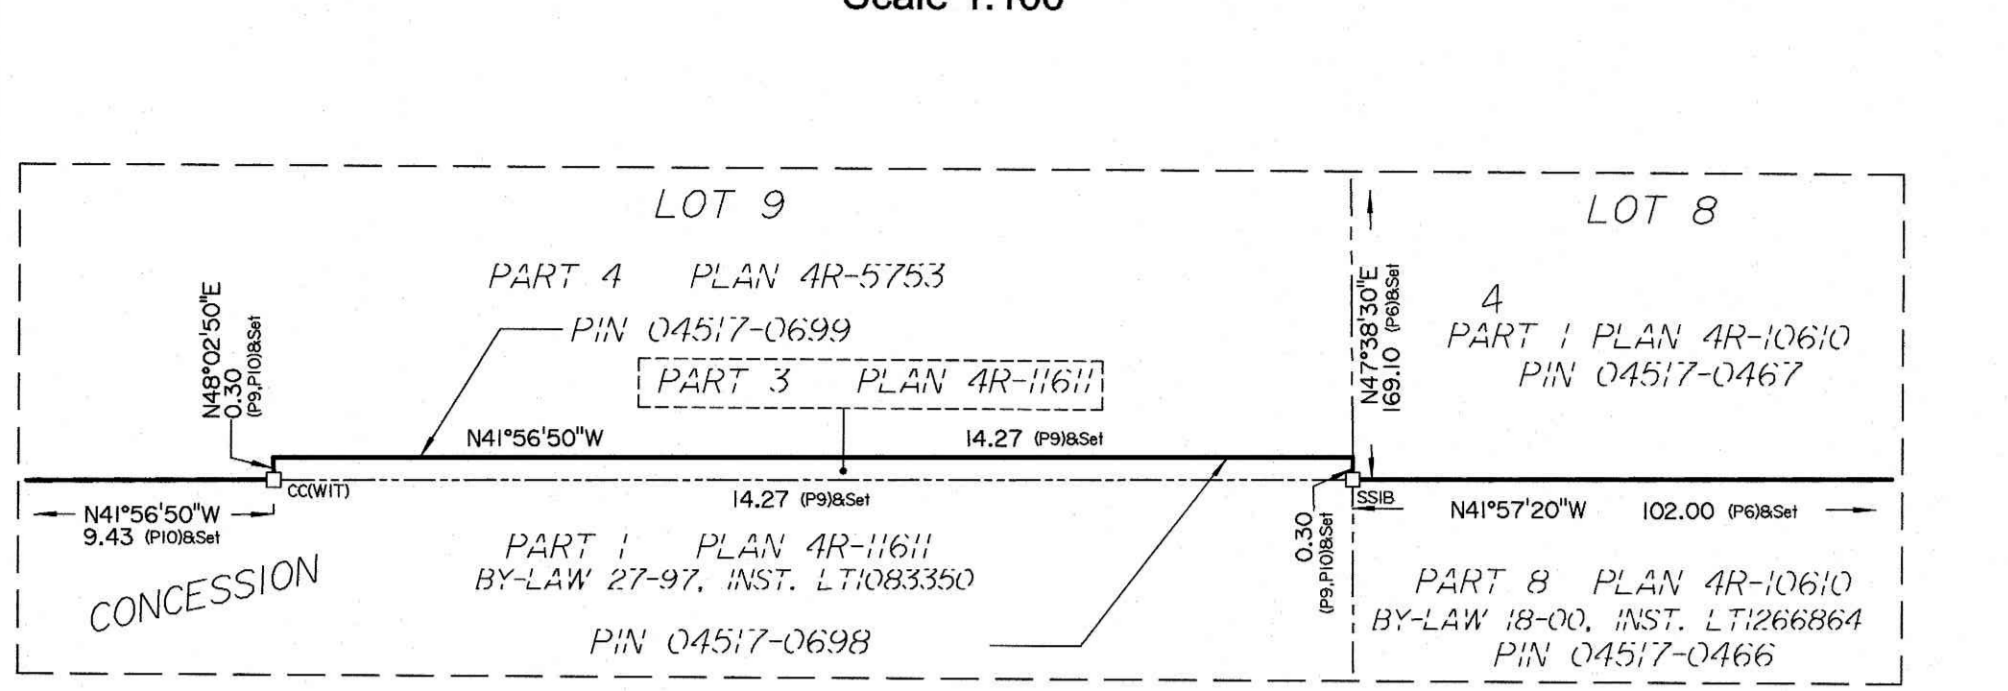 Scale 1:100
LOT 9
LOT 8
PART 4 PLAN 4R-5753
PIN 04517-0699
PART 3 PLAN 4R-11611
4
PART 1 PLAN 4R-10610
PIN 04517-0467
N48°02'50"E
0.30
(P9,P10)&Set
N47°38'30"E
169.10 (P6)&Set
N41°56'50"W
14.27 (P9)&Set
CC(WIT)
14.27 (P9)&Set
SSIB
N41°56'50"W
9.43 (P10)&Set
N41°57'20"W 102.00 (P6)&Set
0.30
(P9,P10)&Set
PART 1 PLAN 4R-11611
BY-LAW 27-97, INST. LT1083350
PIN 04517-0698
CONCESSION
PART 8 PLAN 4R-10610
BY-LAW 18-00, INST. LT1266864
PIN 04517-0466